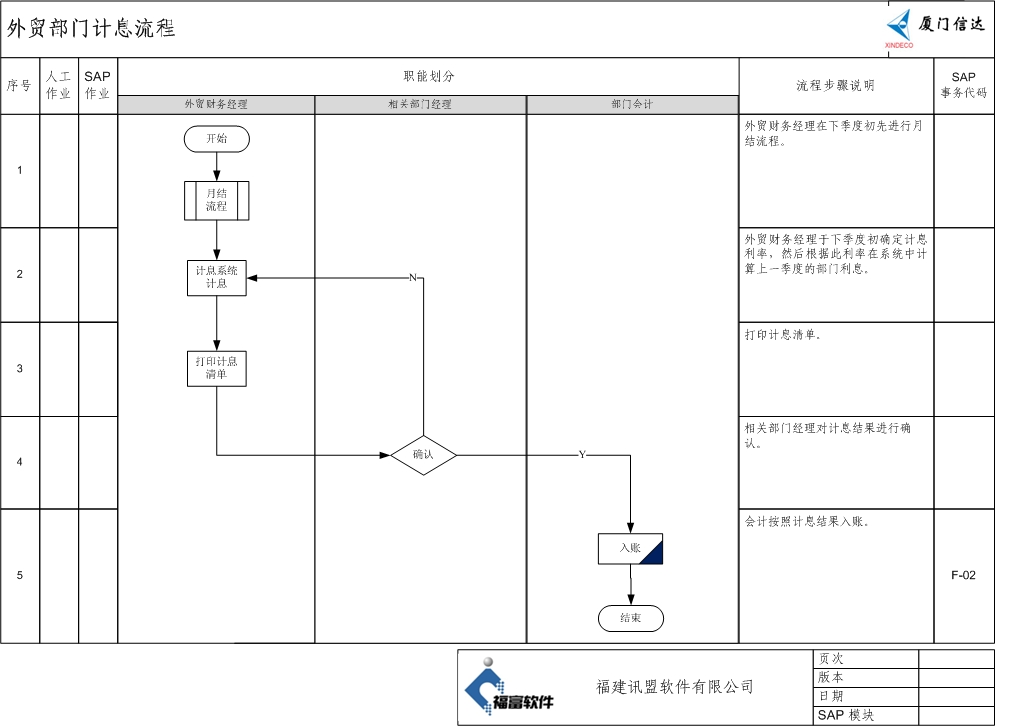 外贸部门计息流程
厦门信达
XINDECO
序号
人工
作业
SAP
作业
职能划分
流程步骤说明
SAP
事务代码
外贸财务经理
相关部门经理
部门会计
1
开始
月结
流程
外贸财务经理在下季度初先进行月
结流程。
2
计息系统
计息
N
外贸财务经理于下季度初确定计息
利率，然后根据此利率在系统中计
算上一季度的部门利息。
3
打印计息
清单
打印计息清单。
4
确认
Y
相关部门经理对计息结果进行确
认。
5
入账
结束
会计按照计息结果入账。
F-02
福富软件
福建讯盟软件有限公司
页次
版本
日期
SAP 模块